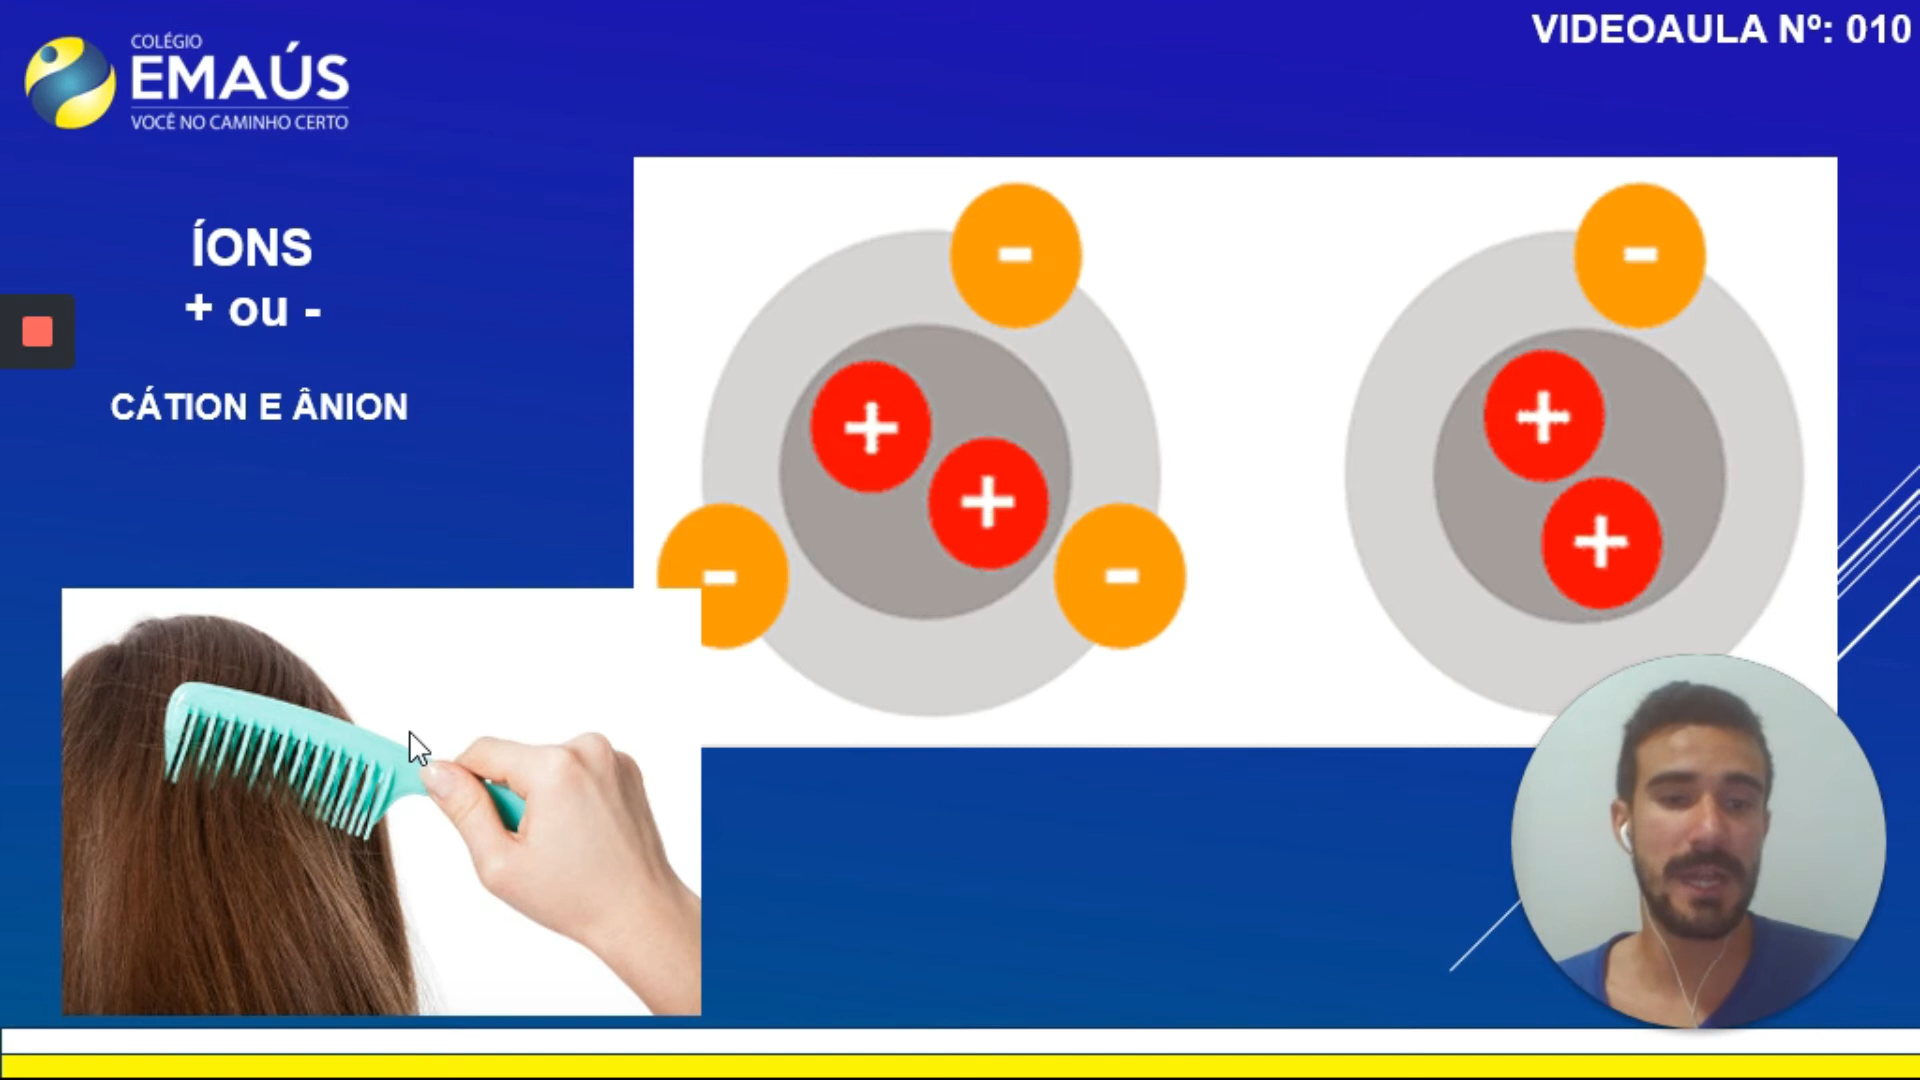 COLÉGIO
EMAÚS
VOCÊ NO CAMINHO CERTO
VIDEOAULA Nº: 010
ÍONS
+ ou -
CÁTION E ÂNION
-
-
+
+
-
-
+
+
-